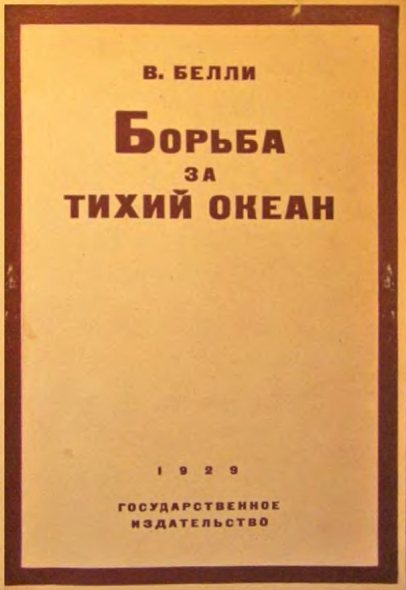 В. БЕЛЛИ
БОРЬБА
ЗА
ТИХИЙ ОКЕАН
1929
ГОСУДАРСТВЕННОЕ
ИЗДАТЕЛЬСТВО